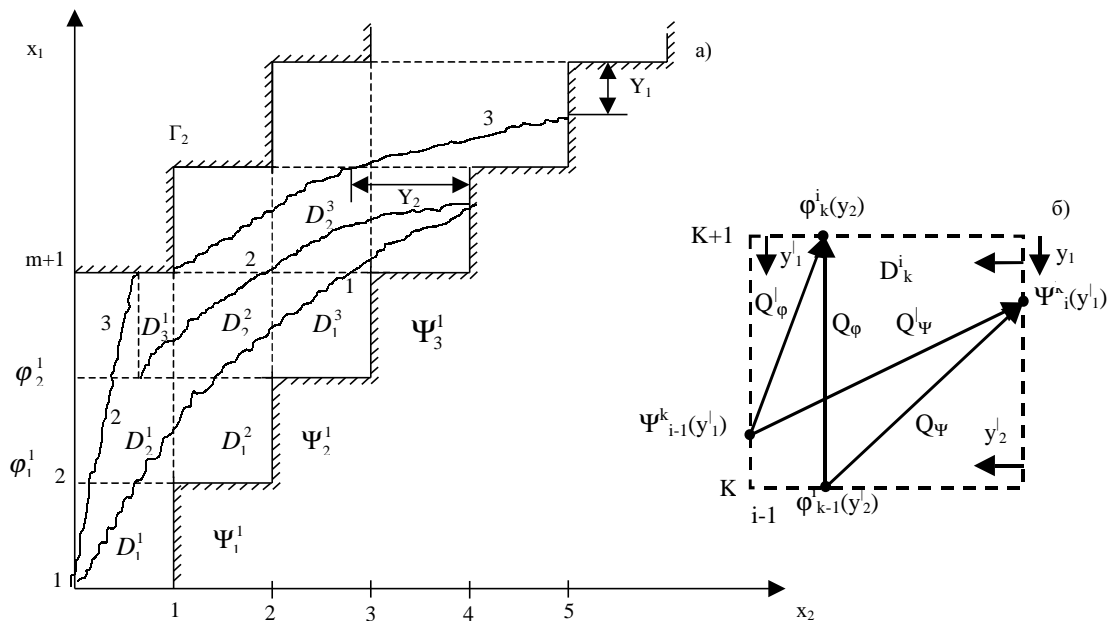 x₁
а)
Y₁
Γ₂
3
Y₂
D₂³
m+1
2
1
3
D₃¹
D₂²
D₁³
Ψ₃¹
φ₂¹
2
D₂¹
D₁²
Ψ₂¹
φ₁¹
2
D₁¹
Ψ₁¹
1
1 2 3 4 5
x₂
φⁱₖ(y₂)
б)
K+1
y|₁
Dⁱₖ
y₁
Q|φ
Qφ
Q|Ψ
Ψᵏᵢ(y|₁)
Ψᵏᵢ₋₁(y|₁)
QΨ
y|₂
K
φⁱₖ₋₁(y|₂)
i-1